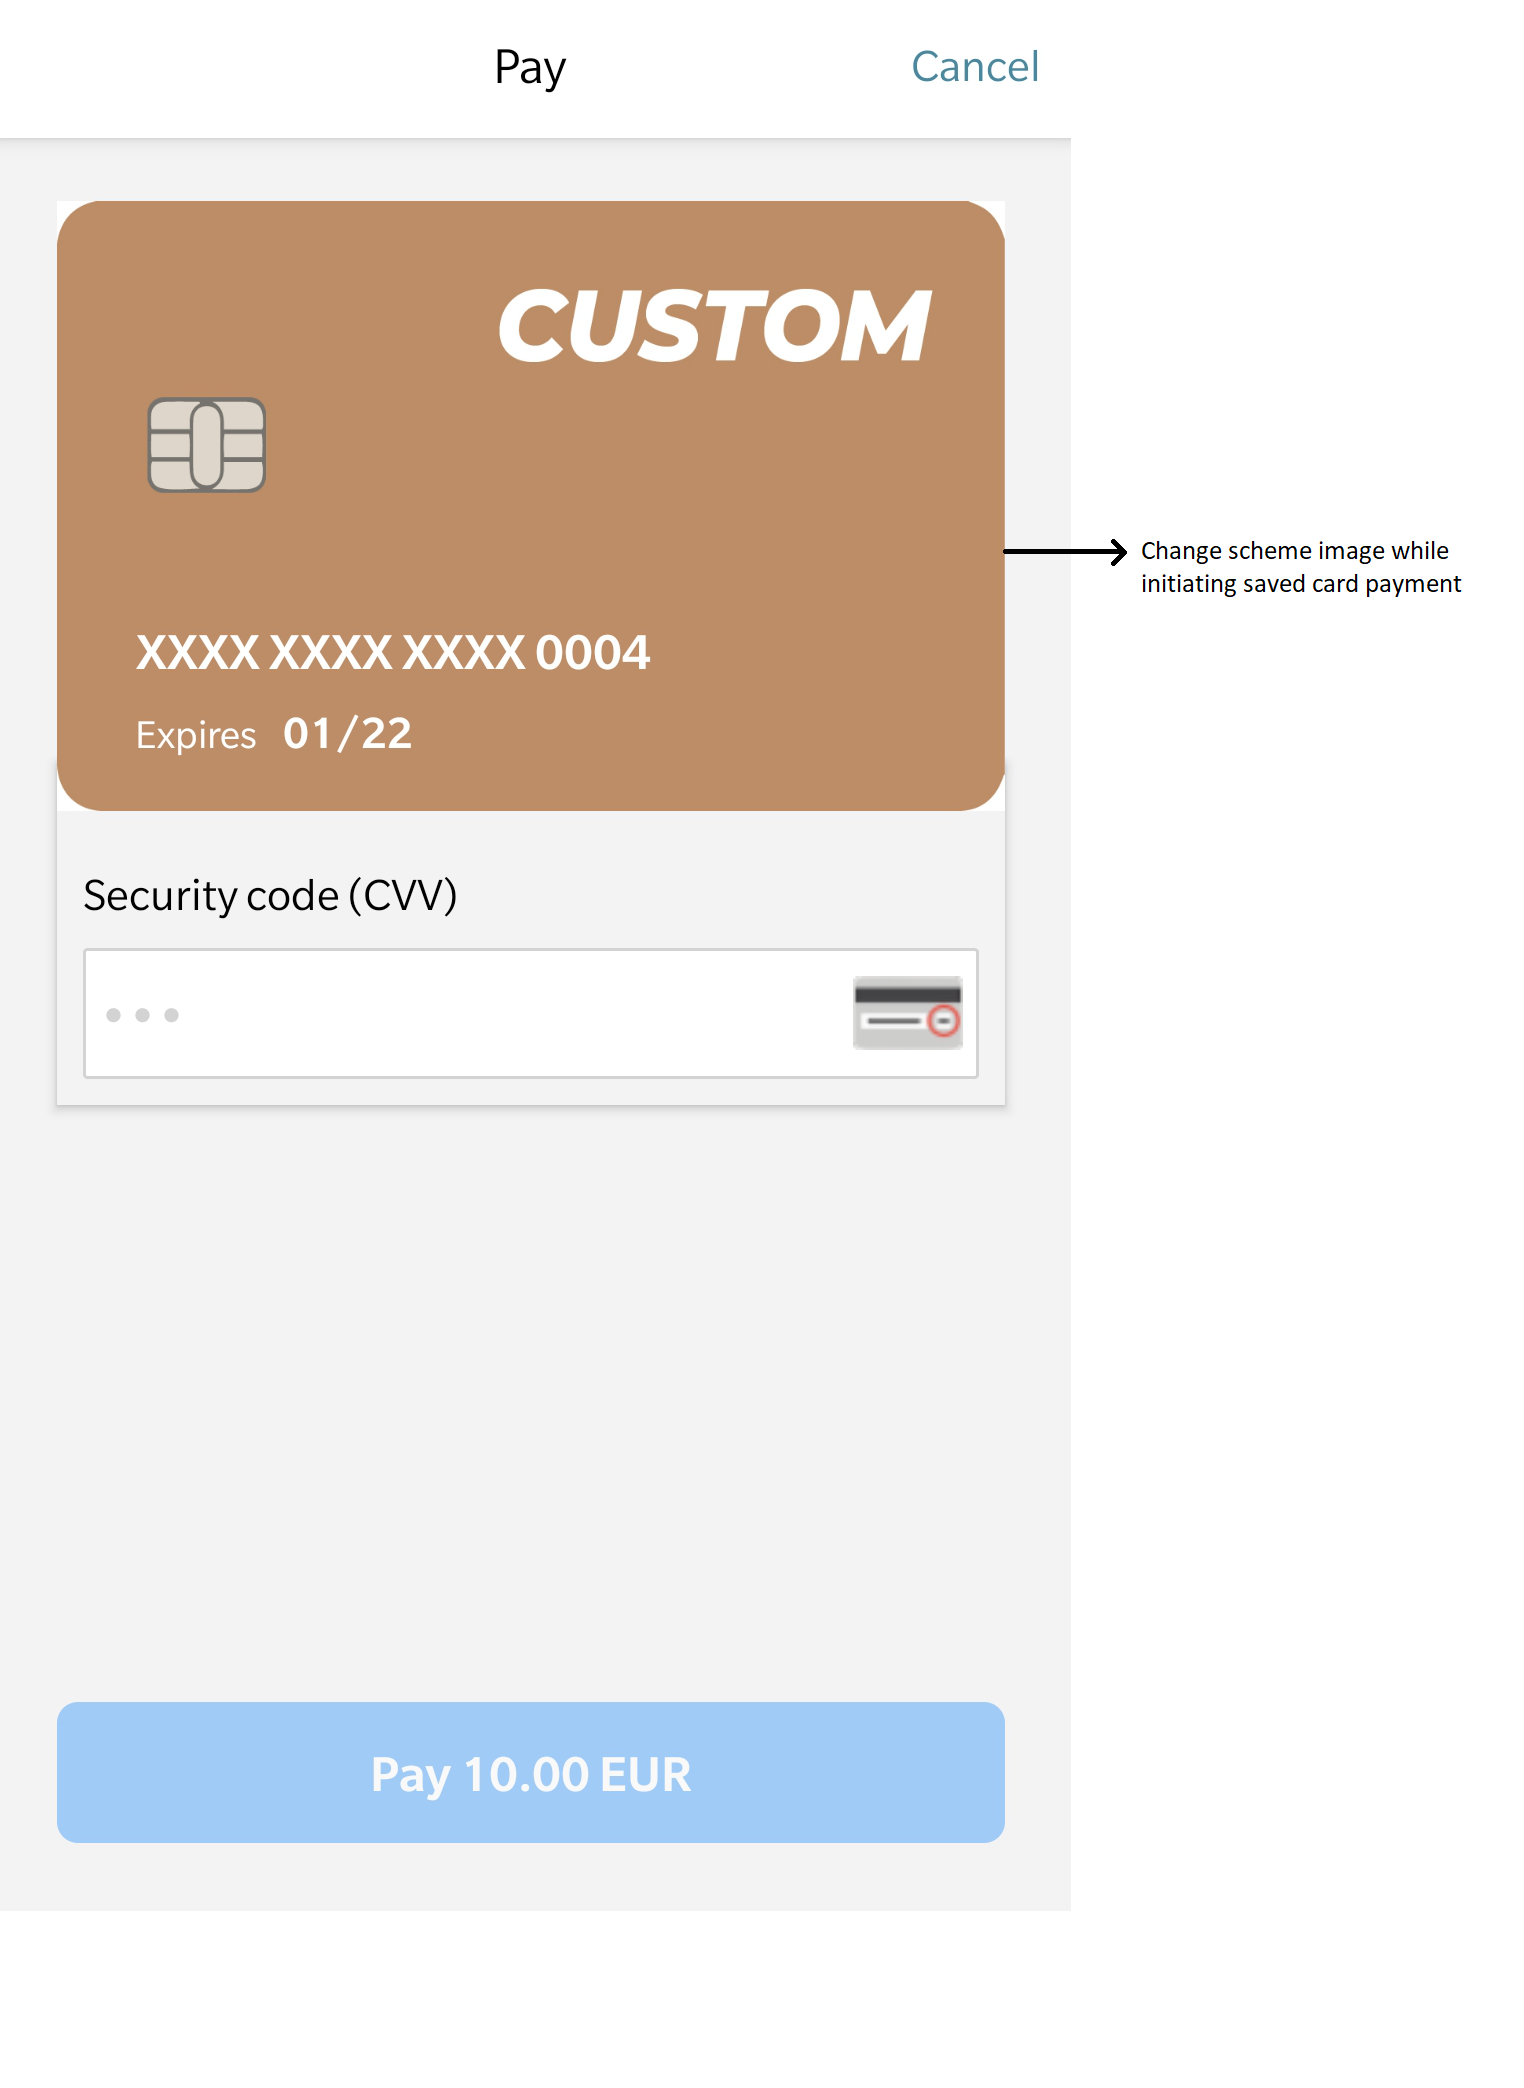 Pay
Cancel
CUSTOM
XXXX XXXX XXXX 0004
Expires 01/22
Change scheme image while
initiating saved card payment
Security code (CVV)
Pay 10.00 EUR